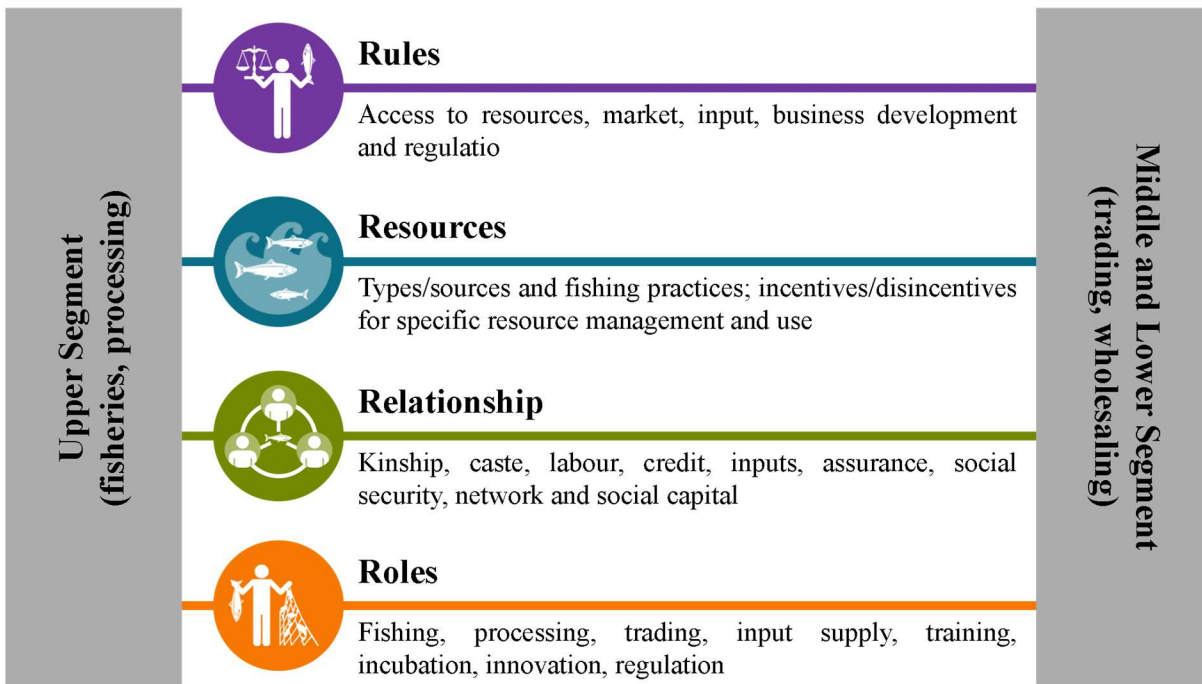 Upper Segment
(fisheries, processing)
Rules
Access to resources, market, input, business development
and regulatio
Resources
Types/sources and fishing practices; incentives/disincentives
for specific resource management and use
Relationship
Kinship, caste, labour, credit, inputs, assurance, social
security, network and social capital
Roles
Fishing, processing, trading, input supply, training,
incubation, innovation, regulation
Middle and Lower Segment
(trading, wholesaling)